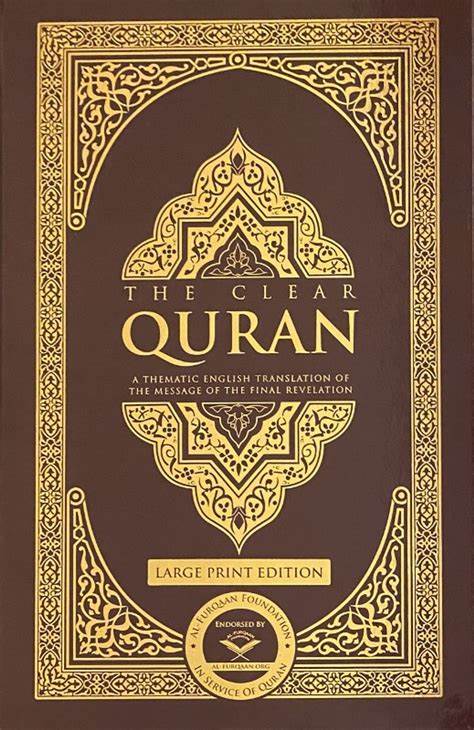 THE CLEAR
QURAN
A THEMATIC ENGLISH TRANSLATION OF
THE MESSAGE OF THE FINAL REVELATION
LARGE PRINT EDITION
AL-FURQAAN FOUNDATION
ENDORSED BY
AL-FURQAAN.ORG
IN SERVICE OF QURAN